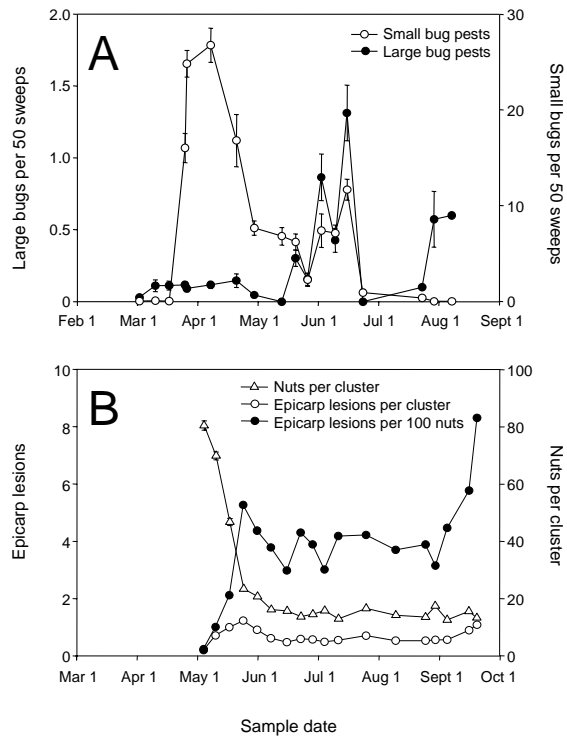 A
Small bug pests
Large bug pests
Large bugs per 50 sweeps
2.0
1.5
1.0
0.5
0
Small bugs per 50 sweeps
30
20
10
0
Feb 1 Mar 1 Apr 1 May 1 Jun 1 Jul 1 Aug 1 Sept 1
B
Nuts per cluster
Epicarp lesions per cluster
Epicarp lesions per 100 nuts
Epicarp lesions
10
8
6
4
2
0
Nuts per cluster
100
80
60
40
20
0
Mar 1 Apr 1 May 1 Jun 1 Jul 1 Aug 1 Sept 1 Oct 1
Sample date